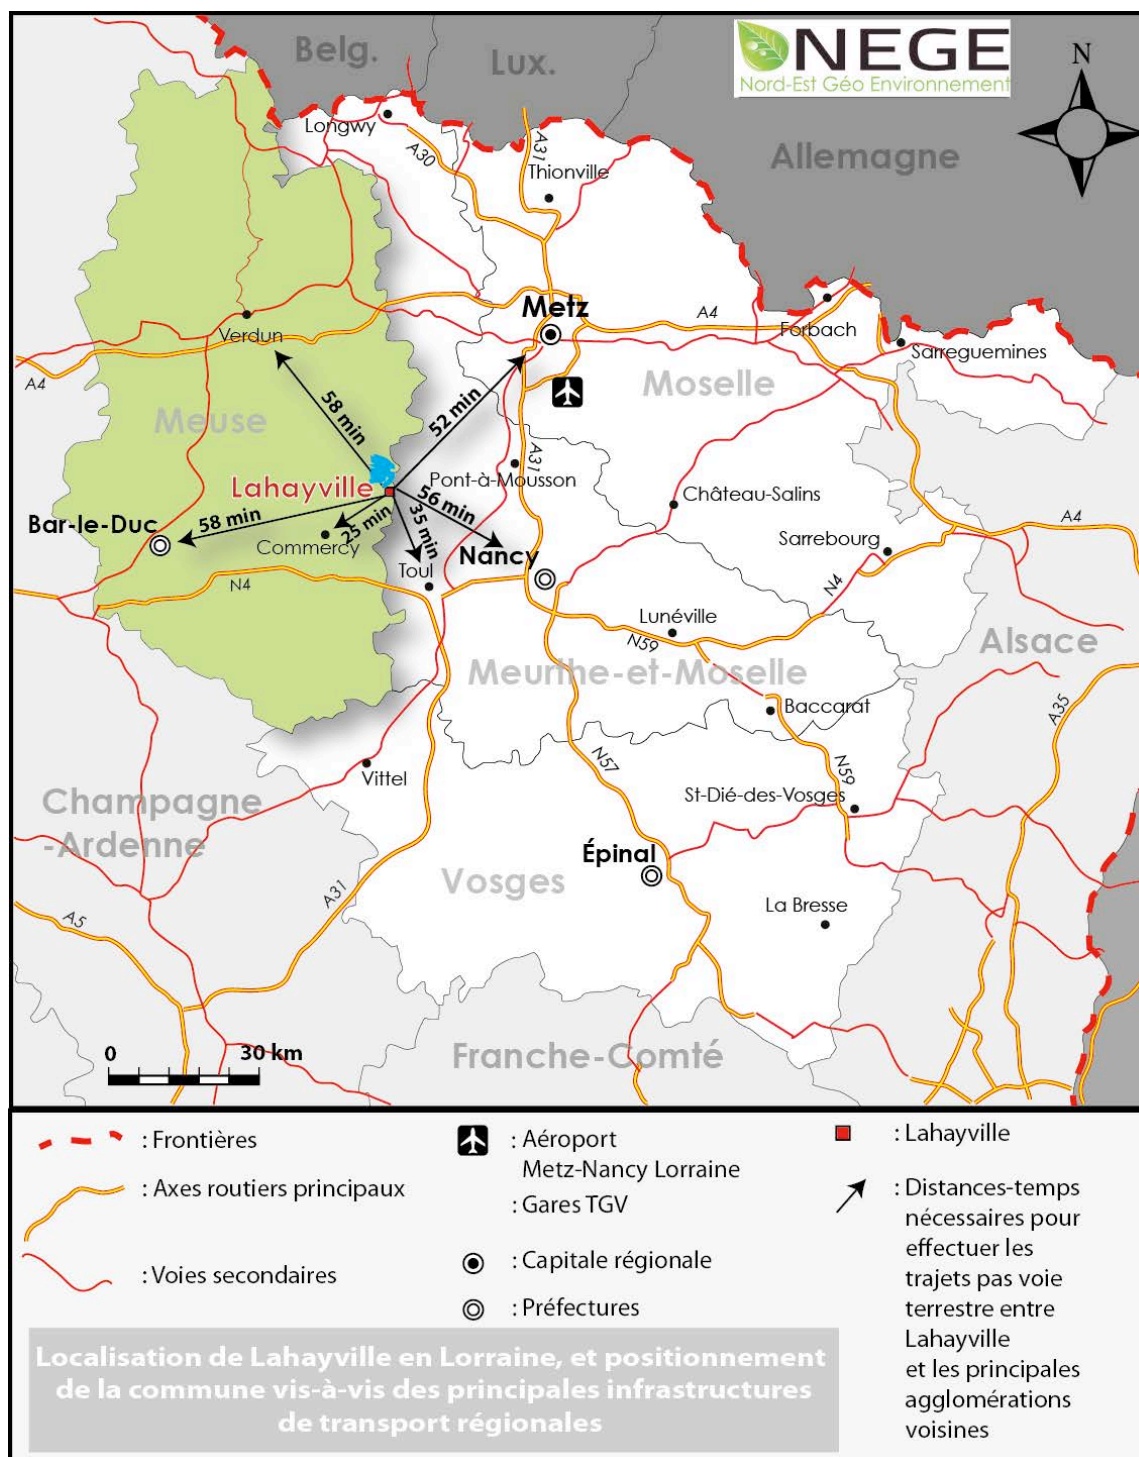 Belg.
Lux.
NEGE
Nord-Est Géo Environnement
N
Allemagne
Longwy
A30
A31
Thionville
Metz
A4
Forbach
Sarreguemines
Verdun
A4
Meuse
58 min
52 min
Moselle
A31
Pont-à-Mousson
Lahayville
56 min
Château-Salins
A4
Bar-le-Duc
58 min
25 min
35 min
Commercy
Nancy
Sarrebourg
Toul
N4
N4
Lunéville
N59
Alsace
Meurthe-et-Moselle
Baccarat
A35
N57
N59
Vittel
St-Dié-des-Vosges
Champagne
-Ardenne
Épinal
Vosges
A31
La Bresse
A5
0
30 km
Franche-Comté
: Frontières
: Axes routiers principaux
: Voies secondaires
: Aéroport
Metz-Nancy Lorraine
: Gares TGV
: Capitale régionale
: Préfectures
: Lahayville
: Distances-temps
nécessaires pour
effectuer les
trajets pas voie
terrestre entre
Lahayville
et les principales
agglomérations
voisines
Localisation de Lahayville en Lorraine, et positionnement
de la commune vis-à-vis des principales infrastructures
de transport régionales